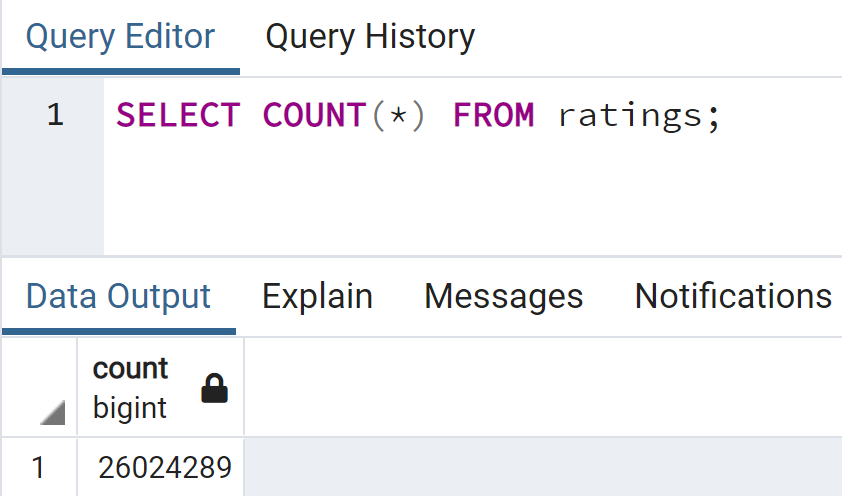 Query Editor Query History
1 SELECT COUNT(*) FROM ratings;
Data Output Explain Messages Notifications
count
bigint
1 26024289